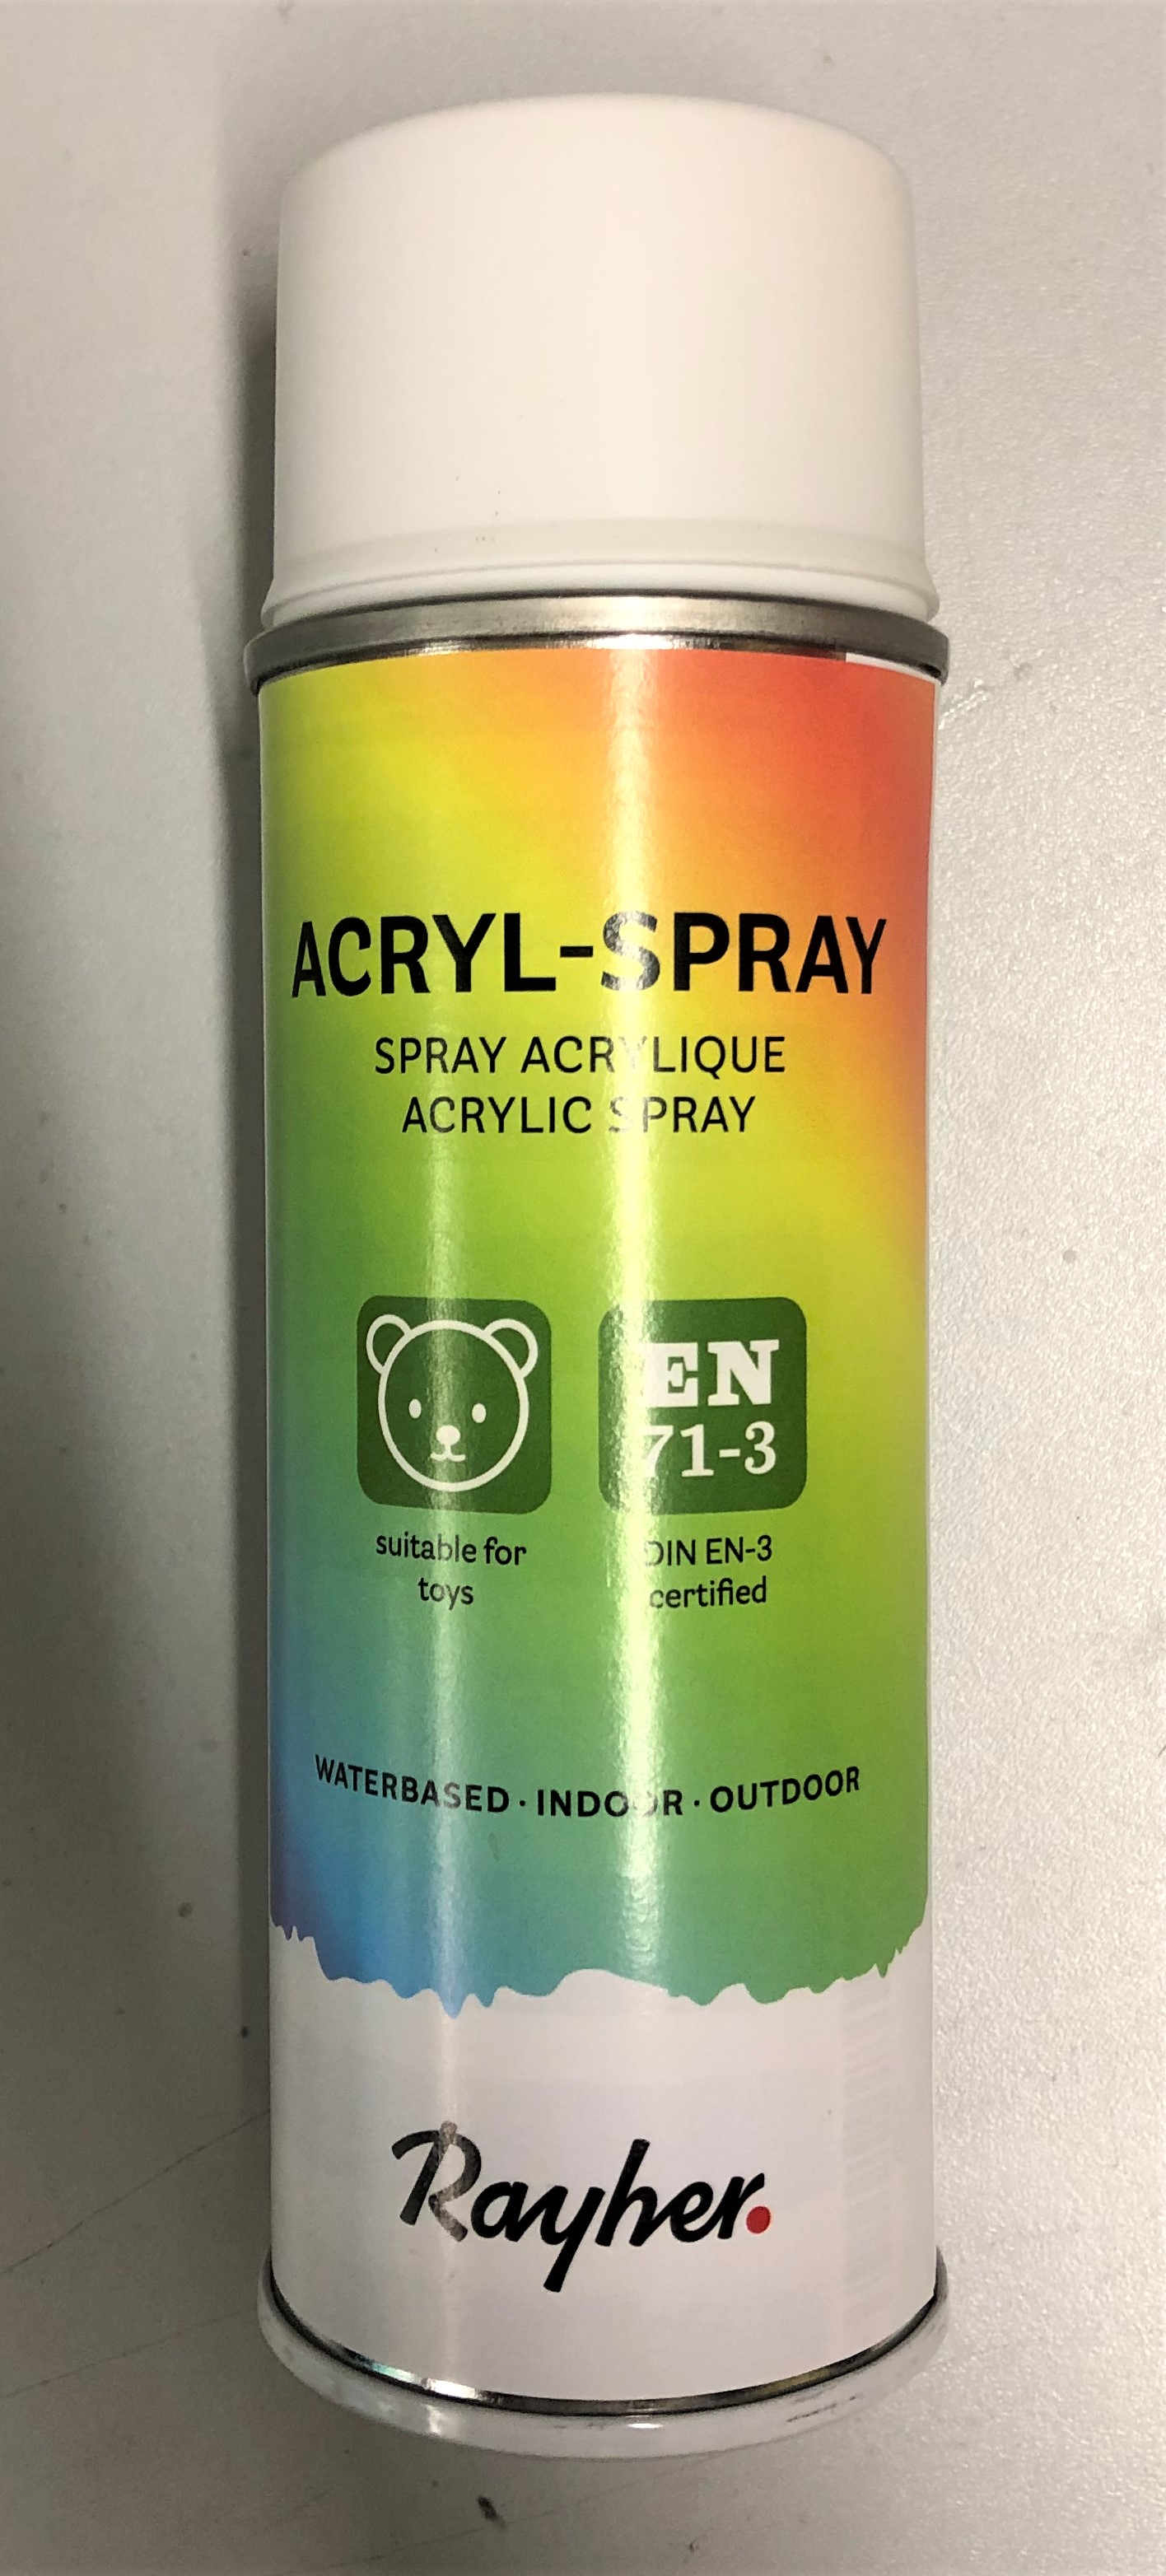 ACRYL-SPRAY
SPRAY ACRYLIQUE
ACRYLIC SPRAY
EN
71-3
suitable for
toys
DIN EN-3
certified
WATERBASED · INDOOR · OUTDOOR
Rayher.